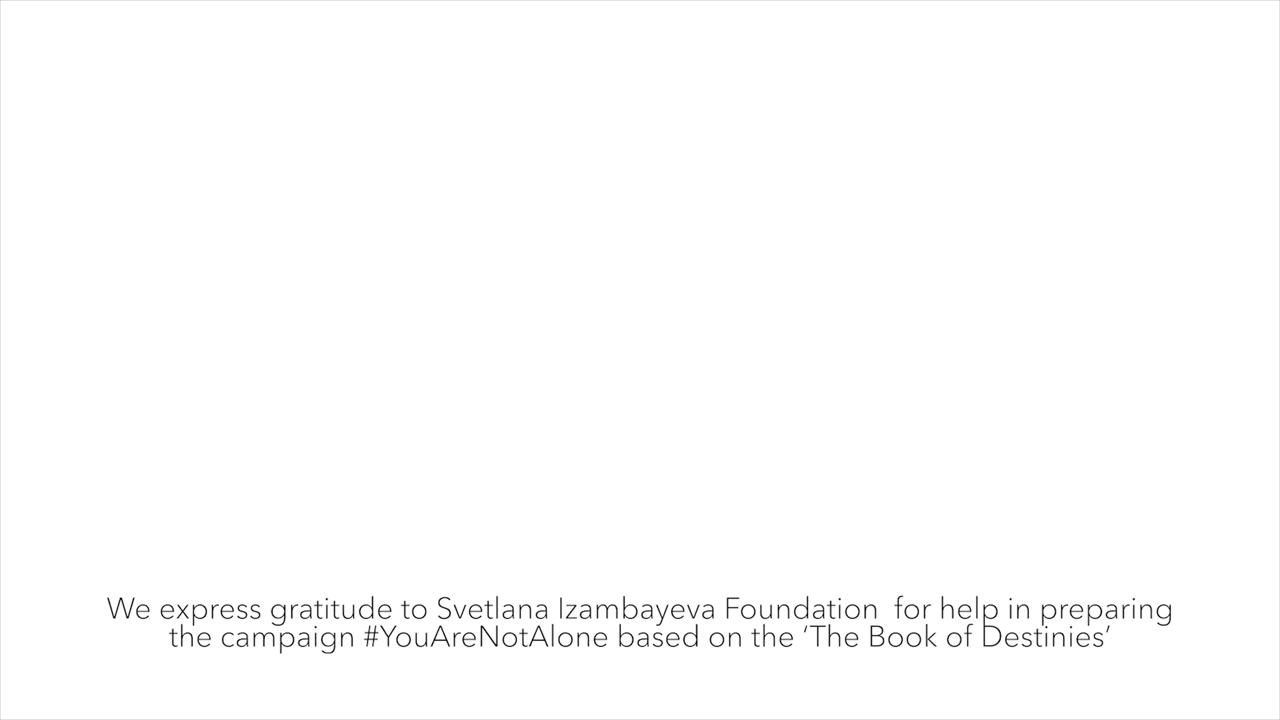 We express gratitude to Svetlana Izambayeva Foundation  for help in preparing
the campaign #YouAreNotAlone based on the ‘The Book of Destinies’